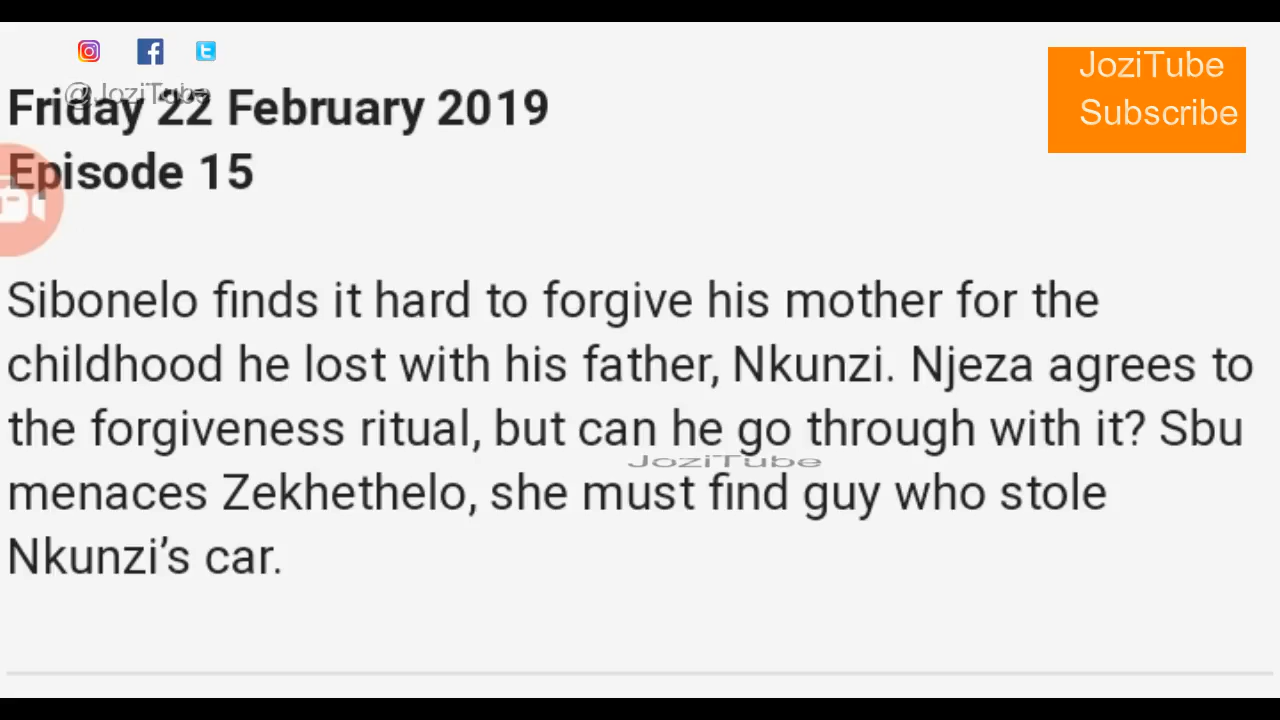 @JoziTube
JoziTube
Subscribe
Friday 22 February 2019
Episode 15
Sibonelo finds it hard to forgive his mother for the
childhood he lost with his father, Nkunzi. Njeza agrees to
the forgiveness ritual, but can he go through with it? Sbu
JoziTube
menaces Zekhethelo, she must find guy who stole
Nkunzi’s car.